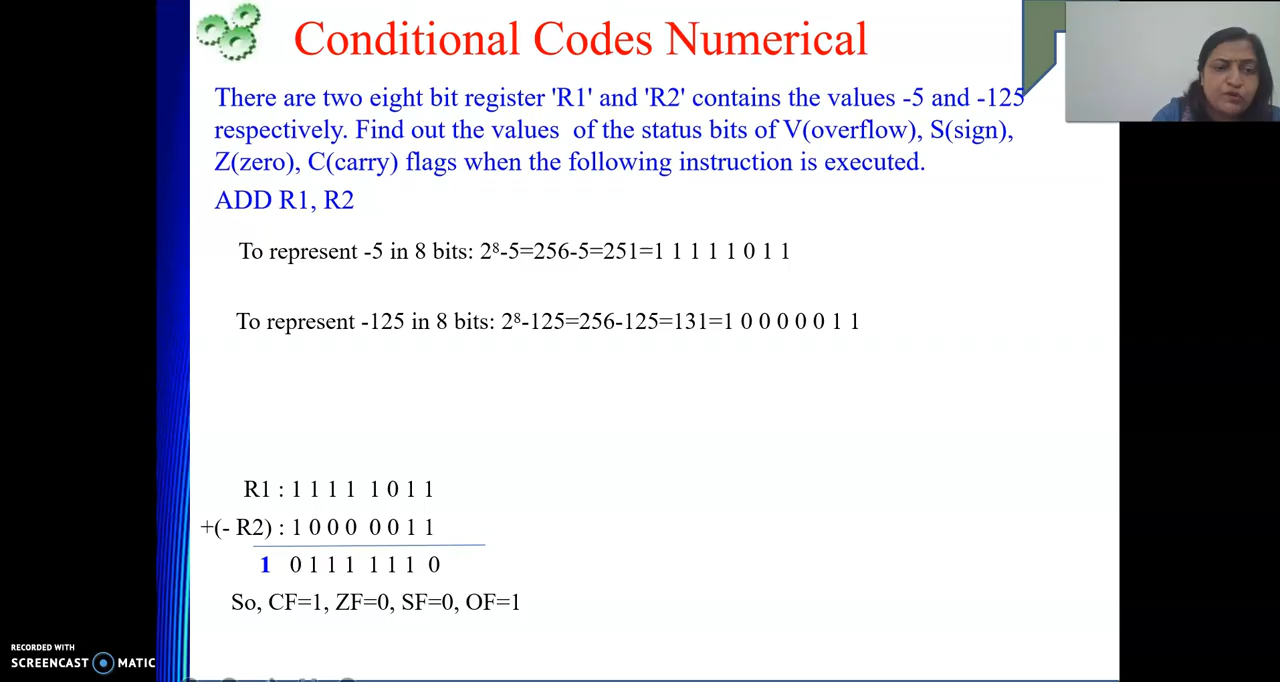 Conditional Codes Numerical
There are two eight bit register 'R1' and 'R2' contains the values -5 and -125
respectively. Find out the values of the status bits of V(overflow), S(sign),
Z(zero), C(carry) flags when the following instruction is executed.
ADD R1, R2
To represent -5 in 8 bits: 2⁸-5=256-5=251=1 1 1 1 1 0 1 1
To represent -125 in 8 bits: 2⁸-125=256-125=131=1 0 0 0 0 0 1 1
R1 : 1 1 1 1 1 0 1 1
+(- R2) : 1 0 0 0 0 0 1 1
1 0 1 1 1 1 1 1 0
So, CF=1, ZF=0, SF=0, OF=1
RECORDED WITH
SCREENCAST MATIC